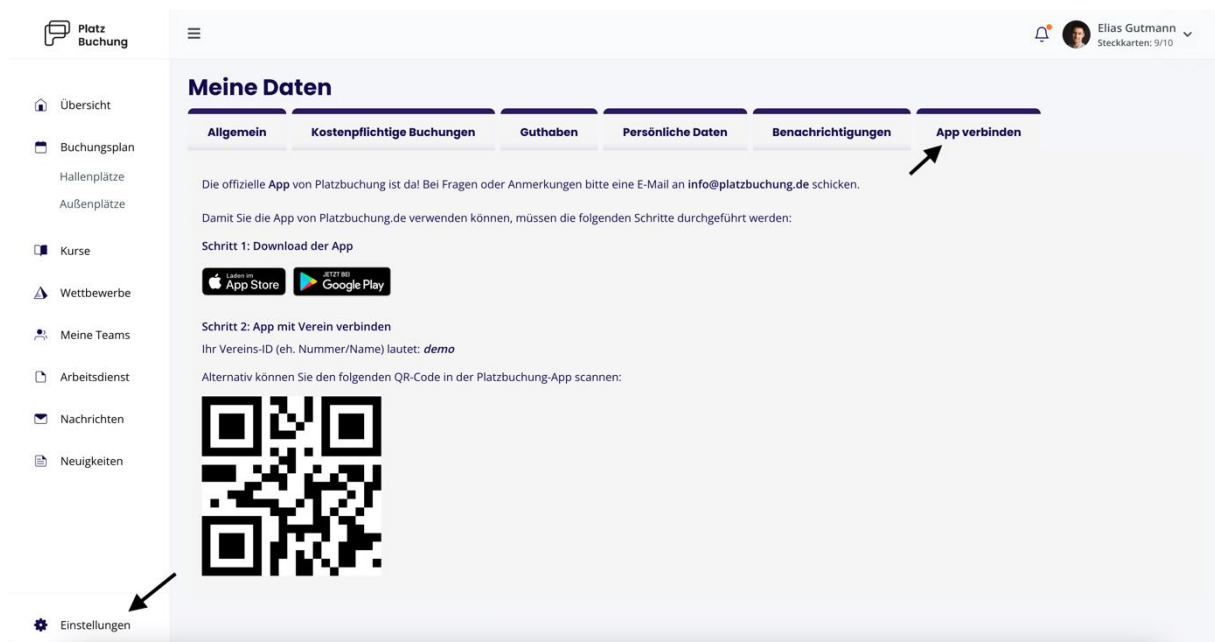 Platz
Buchung
Elias Gutmann
Steckkarten: 9/10
Übersicht
Buchungsplan
Hallenplätze
Außenplätze
Kurse
Wettbewerbe
Meine Teams
Arbeitsdienst
Nachrichten
Neuigkeiten
Einstellungen
Meine Daten
Allgemein Kostenpflichtige Buchungen Guthaben Persönliche Daten Benachrichtigungen App verbinden
Die offizielle App von Platzbuchung ist da! Bei Fragen oder Anmerkungen bitte eine E-Mail an info@platzbuchung.de schicken.
Damit Sie die App von Platzbuchung.de verwenden können, müssen die folgenden Schritte durchgeführt werden:
Schritt 1: Download der App
Laden im
App Store
JETZT BEI
Google Play
Schritt 2: App mit Verein verbinden
Ihr Vereins-ID (eh. Nummer/Name) lautet: demo
Alternativ können Sie den folgenden QR-Code in der Platzbuchung-App scannen: